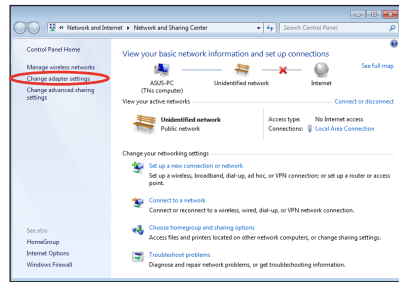 Network and Internet ▸ Network and Sharing Center
Search Control Panel
Control Panel Home
Manage wireless networks
Change adapter settings
Change advanced sharing
settings
See also
HomeGroup
Internet Options
Windows Firewall
View your basic network information and set up connections
See full map
ASUS-PC
(This computer)
Unidentified network
Internet
View your active networks
Connect or disconnect
Unidentified network
Public network
Access type: No Internet access
Connections: Local Area Connection
Change your networking settings
Set up a new connection or network
Set up a wireless, broadband, dial-up, ad hoc, or VPN connection; or set up a router or access
point.
Connect to a network
Connect or reconnect to a wireless, wired, dial-up, or VPN network connection.
Choose homegroup and sharing options
Access files and printers located on other network computers, or change sharing settings.
Troubleshoot problems
Diagnose and repair network problems, or get troubleshooting information.